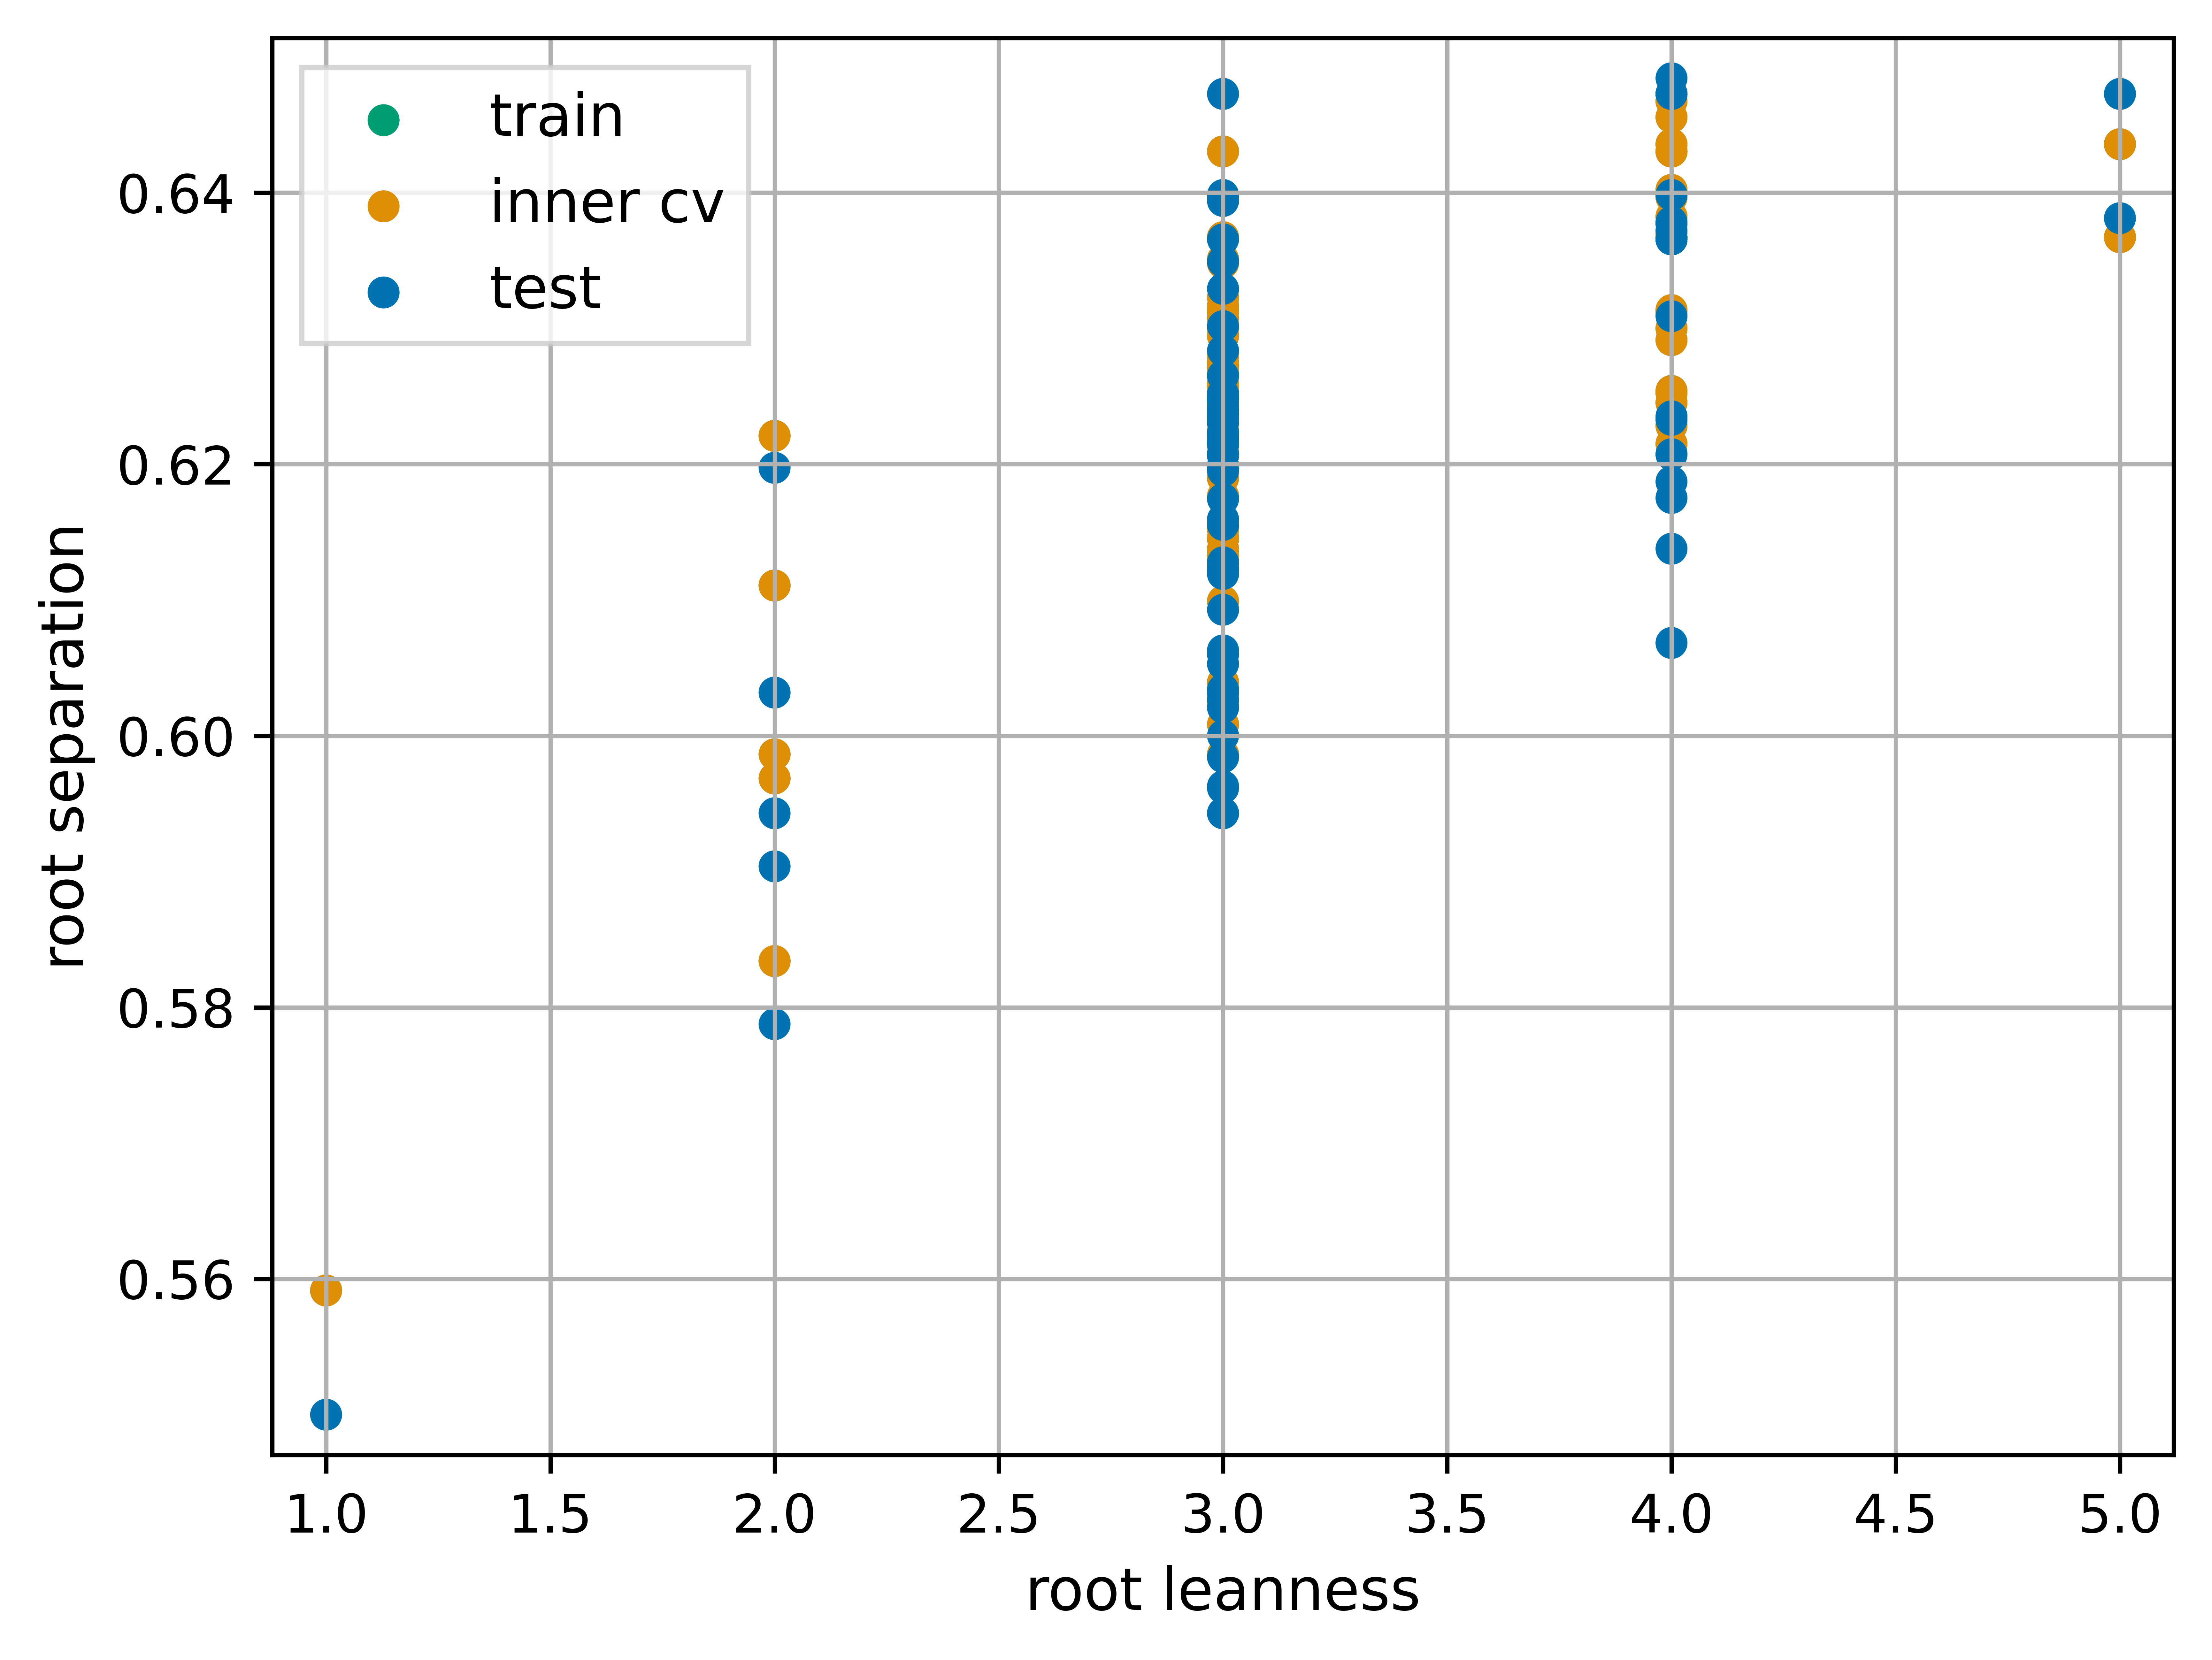 train
inner cv
test
root separation
0.64
0.62
0.60
0.58
0.56
1.0 1.5 2.0 2.5 3.0 3.5 4.0 4.5 5.0
root leanness